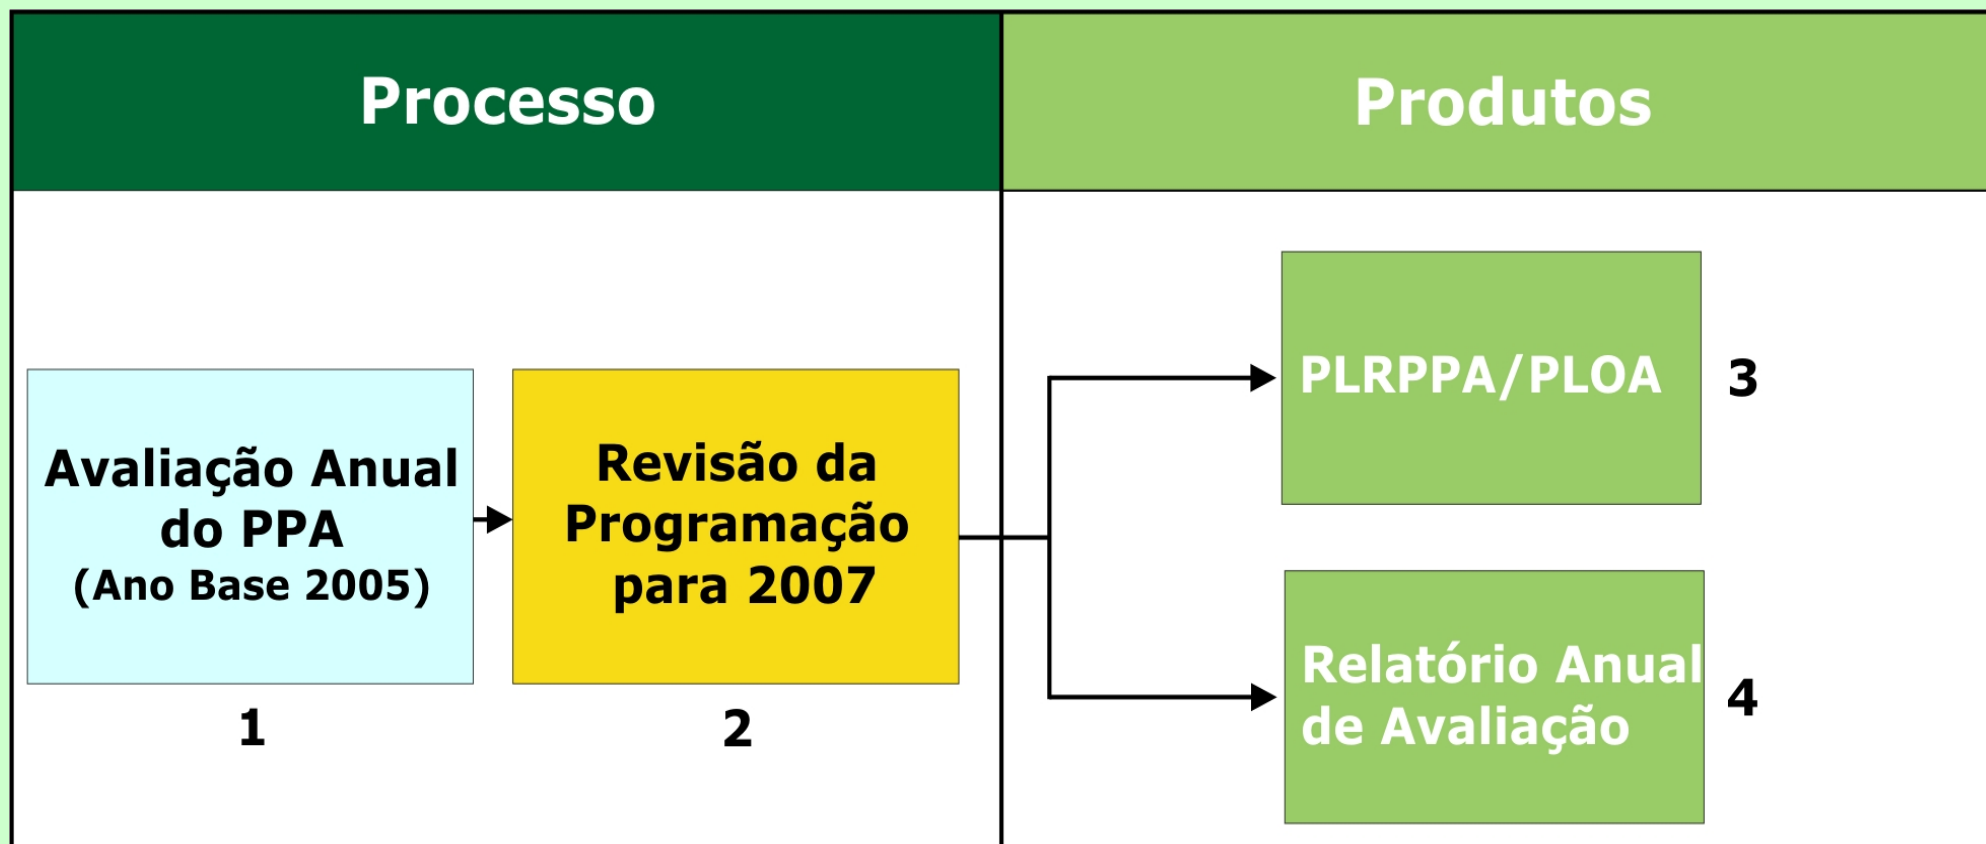 Processo
Produtos
Avaliação Anual
do PPA
(Ano Base 2005)
1
Revisão da
Programação
para 2007
2
PLRPPA/PLOA
3
Relatório Anual
de Avaliação
4